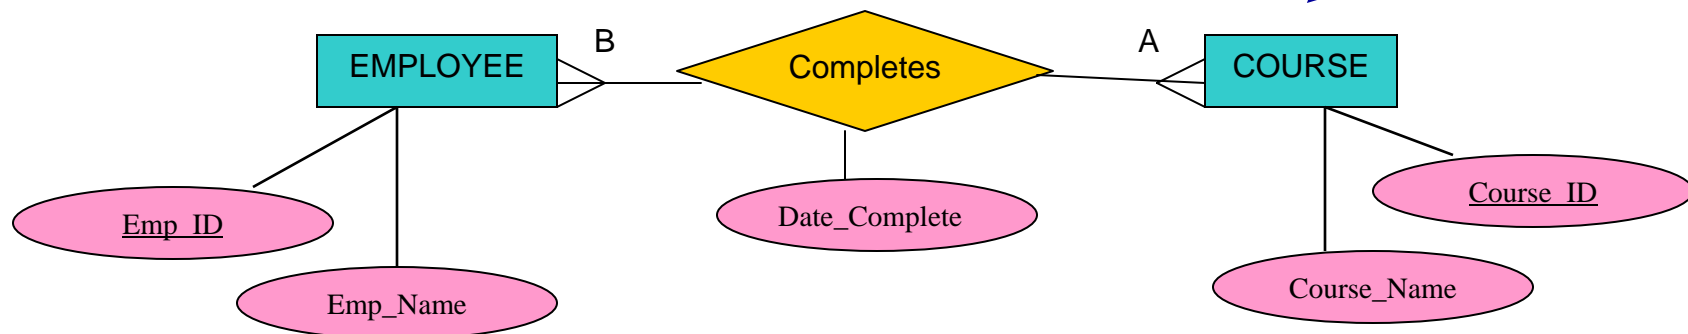 EMPLOYEE
B
Completes
A
COURSE
Emp_ID
Date_Complete
Course_ID
Emp_Name
Course_Name